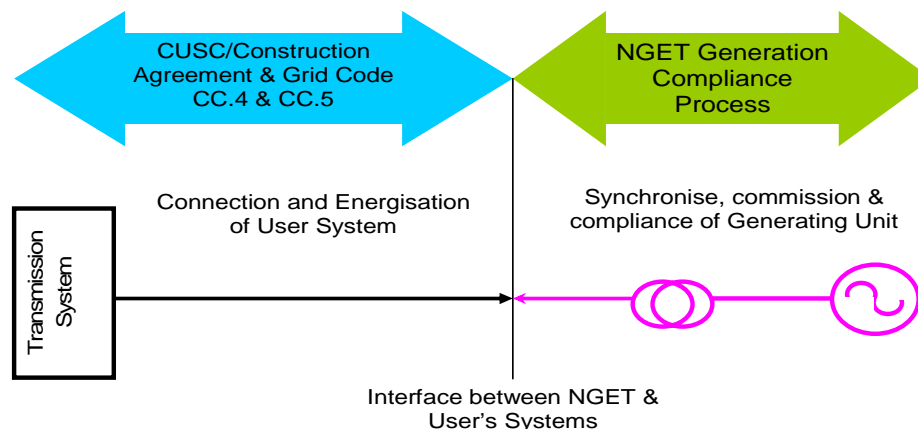 CUSC/Construction
Agreement & Grid Code
CC.4 & CC.5
NGET Generation
Compliance
Process
Connection and Energisation
of User System
Synchronise, commission &
compliance of Generating Unit
Transmission
System
Interface between NGET &
User's Systems